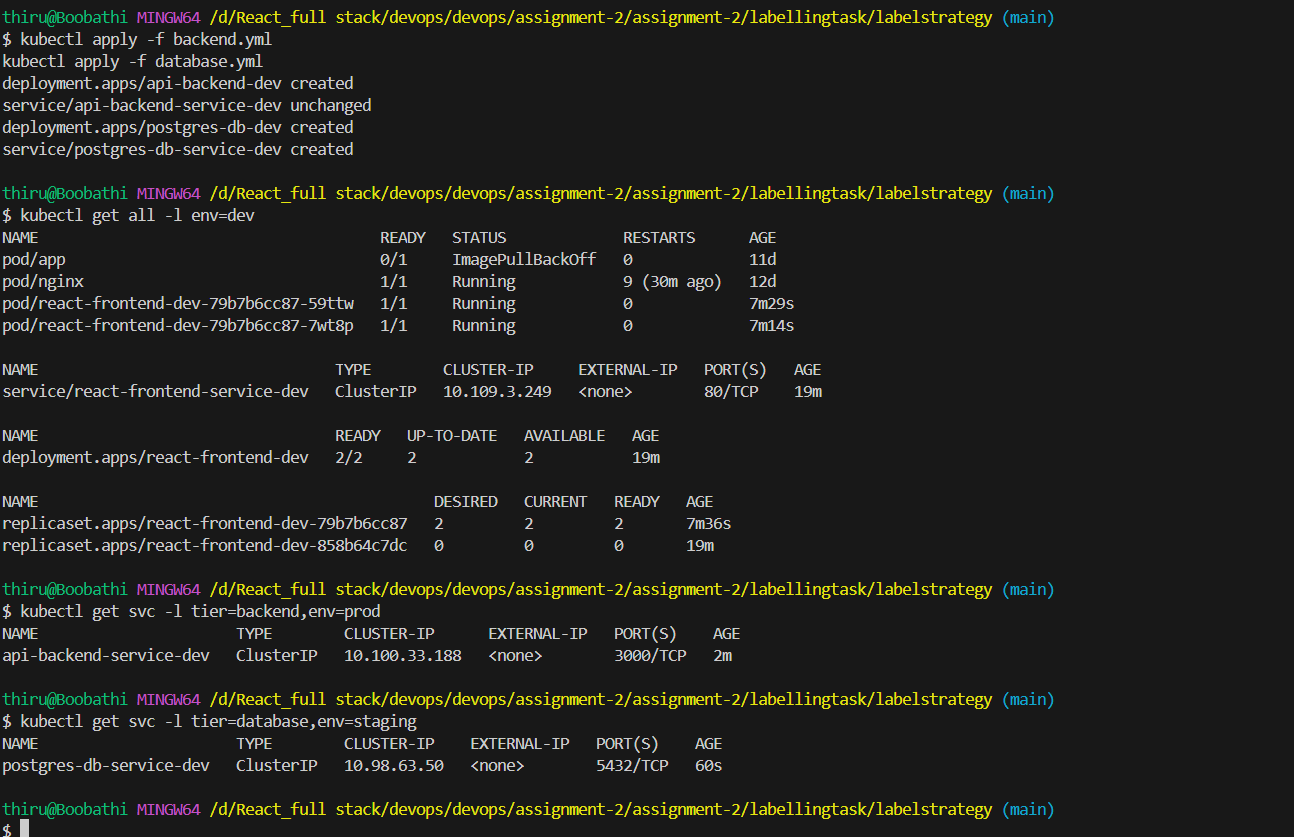 thiru@Boobathi MINGW64 /d/React_full stack/devops/devops/assignment-2/assignment-2/labellingtask/labelstrategy (main)
$ kubectl apply -f backend.yml
kubectl apply -f database.yml
deployment.apps/api-backend-dev created
service/api-backend-service-dev unchanged
deployment.apps/postgres-db-dev created
service/postgres-db-service-dev created
thiru@Boobathi MINGW64 /d/React_full stack/devops/devops/assignment-2/assignment-2/labellingtask/labelstrategy (main)
$ kubectl get all -l env=dev
NAME READY STATUS RESTARTS AGE
pod/app 0/1 ImagePullBackOff 0 11d
pod/nginx 1/1 Running 9 (30m ago) 12d
pod/react-frontend-dev-79b7b6cc87-59ttw 1/1 Running 0 7m29s
pod/react-frontend-dev-79b7b6cc87-7wt8p 1/1 Running 0 7m14s
NAME TYPE CLUSTER-IP EXTERNAL-IP PORT(S) AGE
service/react-frontend-service-dev ClusterIP 10.109.3.249 <none> 80/TCP 19m
NAME READY UP-TO-DATE AVAILABLE AGE
deployment.apps/react-frontend-dev 2/2 2 2 19m
NAME DESIRED CURRENT READY AGE
replicaset.apps/react-frontend-dev-79b7b6cc87 2 2 2 7m36s
replicaset.apps/react-frontend-dev-858b64c7dc 0 0 0 19m
thiru@Boobathi MINGW64 /d/React_full stack/devops/devops/assignment-2/assignment-2/labellingtask/labelstrategy (main)
$ kubectl get svc -l tier=backend,env=prod
NAME TYPE CLUSTER-IP EXTERNAL-IP PORT(S) AGE
api-backend-service-dev ClusterIP 10.100.33.188 <none> 3000/TCP 2m
thiru@Boobathi MINGW64 /d/React_full stack/devops/devops/assignment-2/assignment-2/labellingtask/labelstrategy (main)
$ kubectl get svc -l tier=database,env=staging
NAME TYPE CLUSTER-IP EXTERNAL-IP PORT(S) AGE
postgres-db-service-dev ClusterIP 10.98.63.50 <none> 5432/TCP 60s
thiru@Boobathi MINGW64 /d/React_full stack/devops/devops/assignment-2/assignment-2/labellingtask/labelstrategy (main)
$